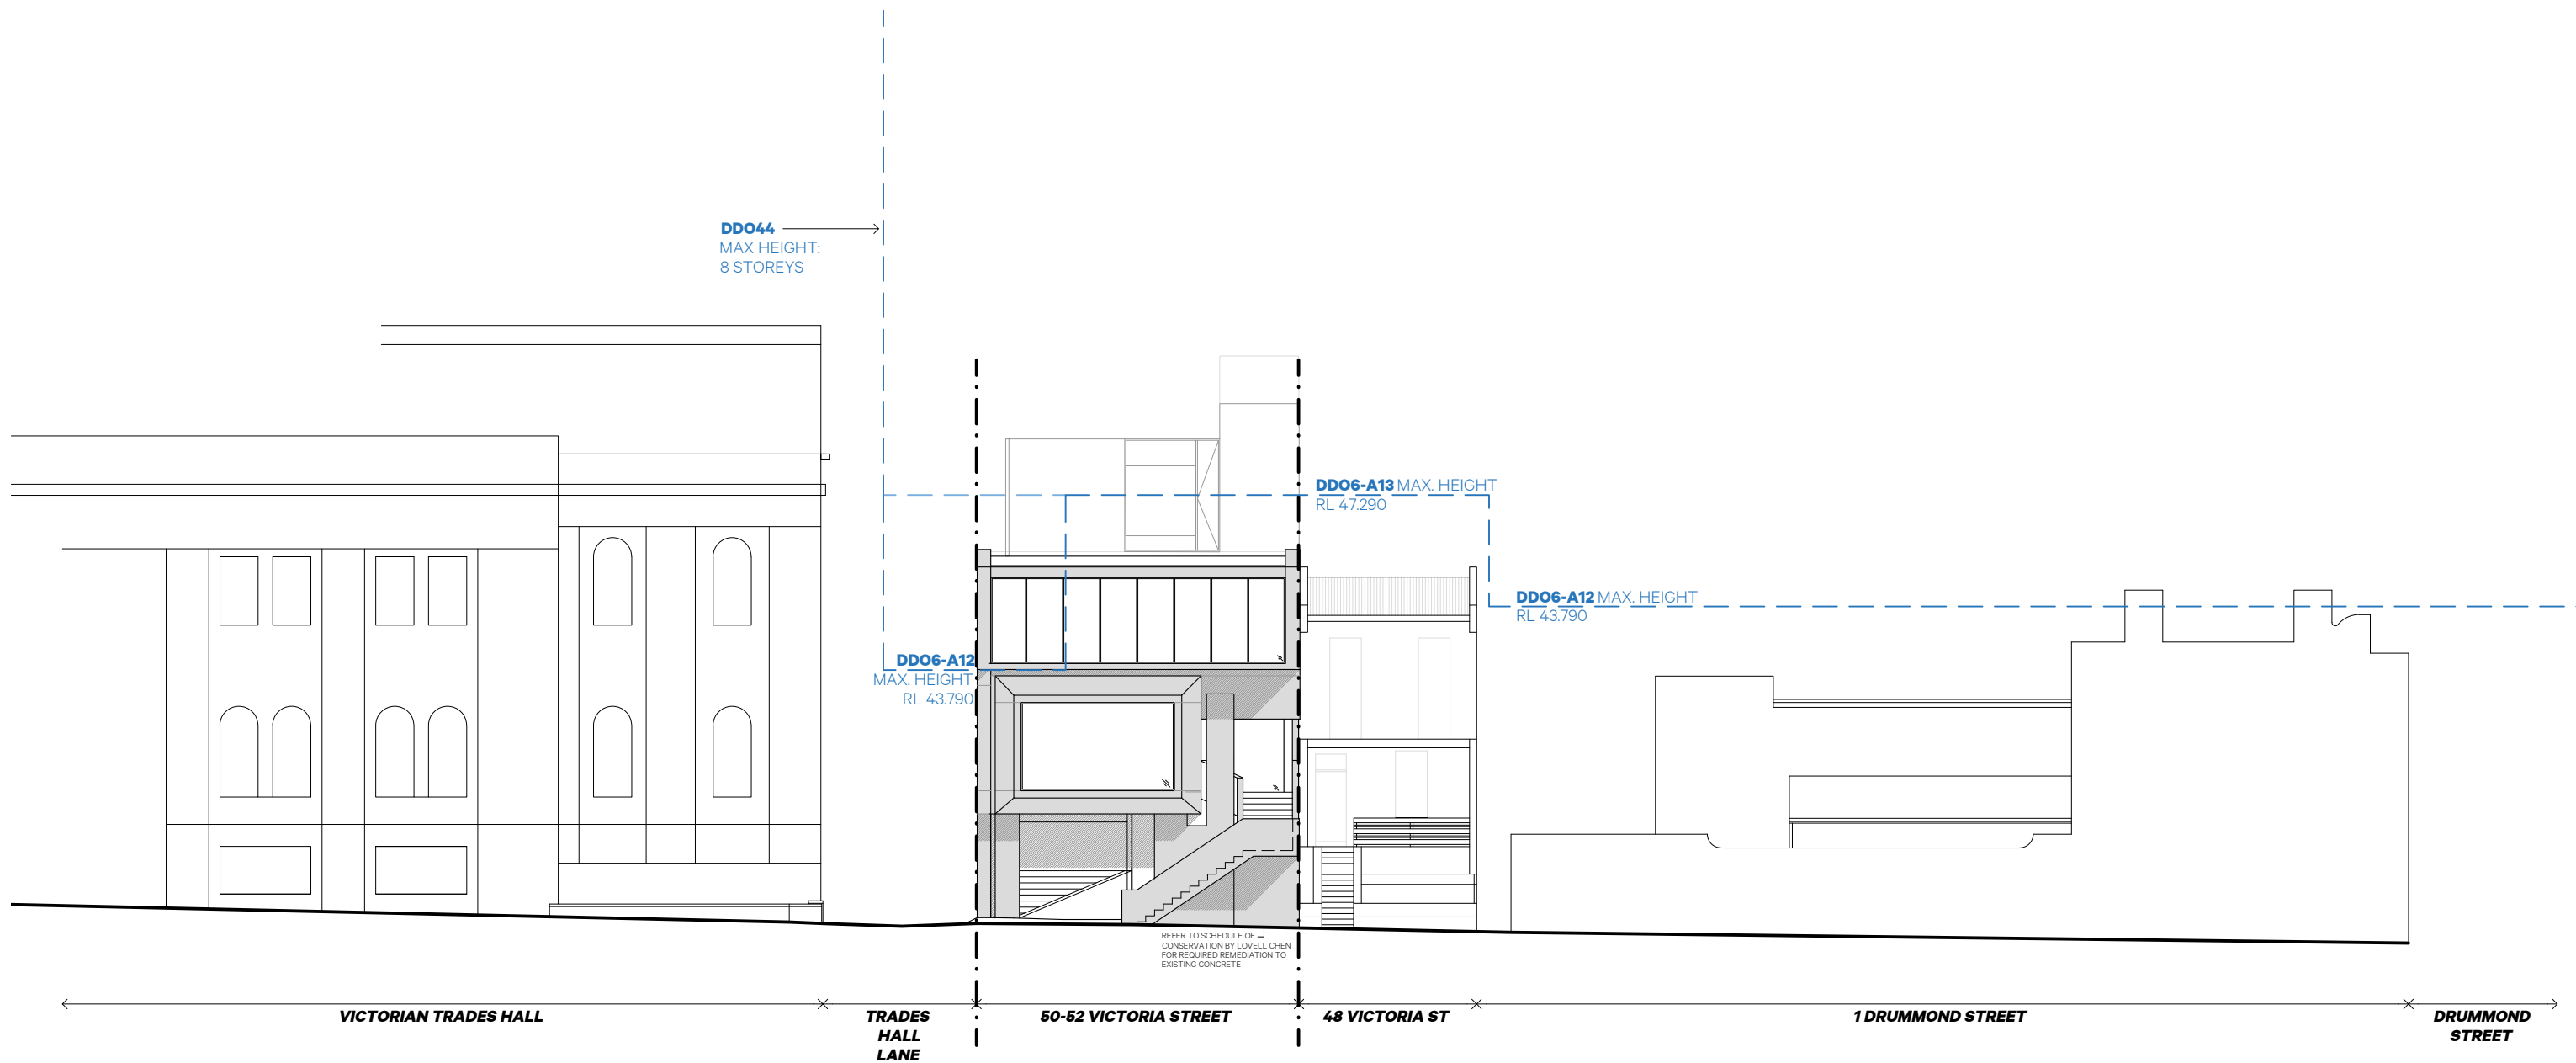 DDO44
MAX HEIGHT:
8 STOREYS
DDO6-A13 MAX. HEIGHT
RL 47.290
DDO6-A12 MAX. HEIGHT
RL 43.790
DDO6-A12
MAX. HEIGHT
RL 43.790
REFER TO SCHEDULE OF
CONSERVATION BY LOVELL CHEN
FOR REQUIRED REMEDIATION TO
EXISTING CONCRETE
VICTORIAN TRADES HALL
TRADES
HALL
LANE
50-52 VICTORIA STREET
48 VICTORIA ST
1 DRUMMOND STREET
DRUMMOND
STREET